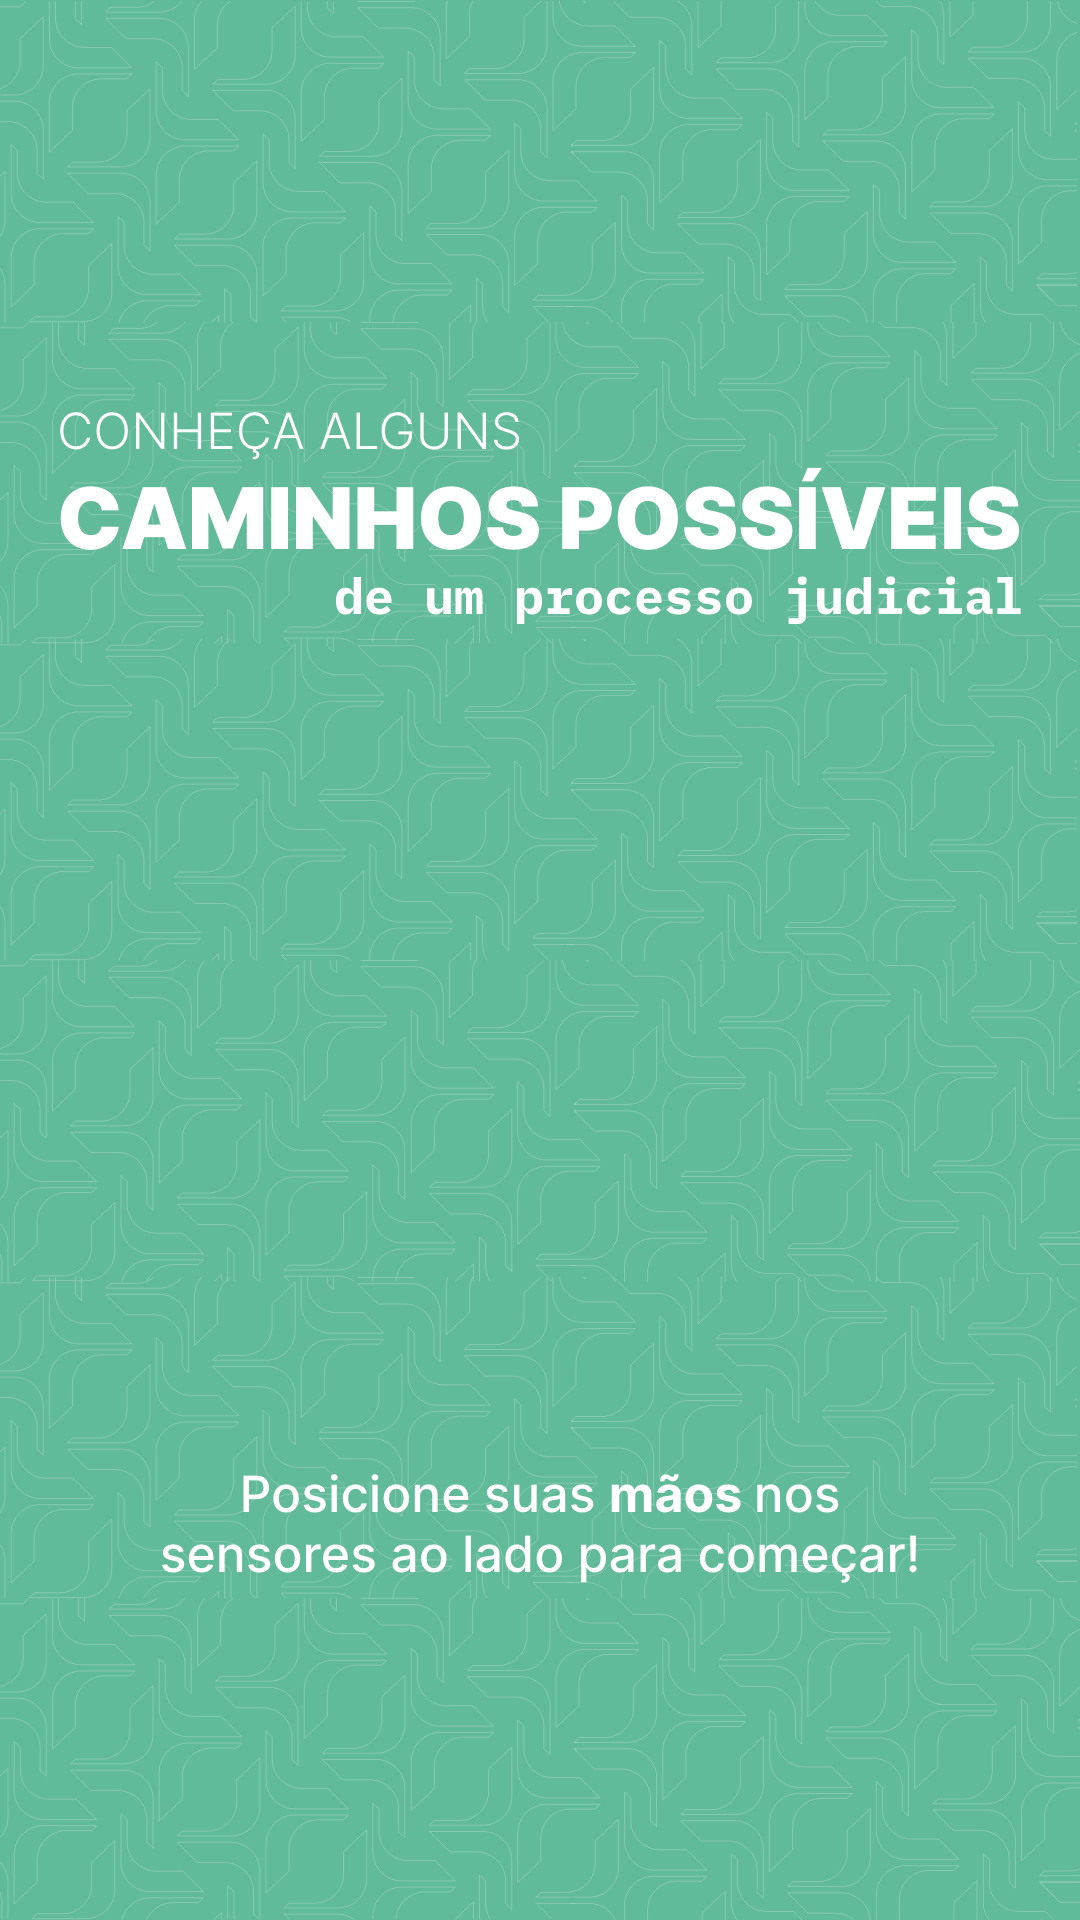 CONHEÇA ALGUNS
CAMINHOS POSSÍVEIS
de um processo judicial
Posicione suas mãos nos
sensores ao lado para começar!